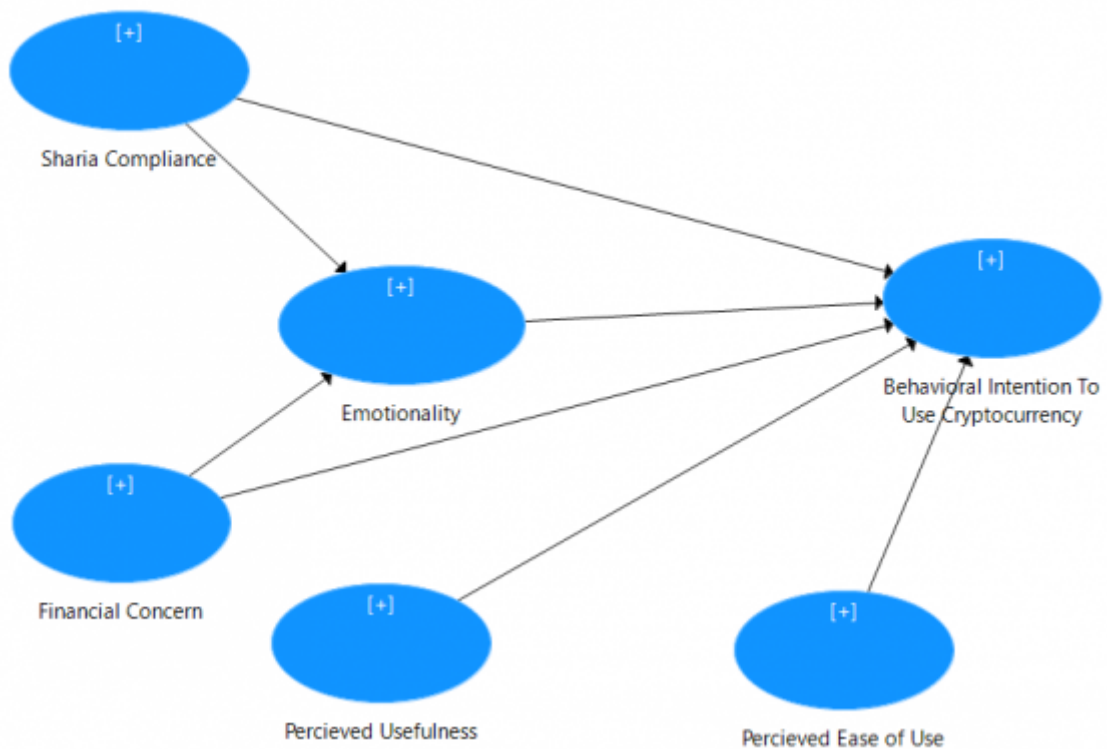 [+]
Sharia Compliance
[+]
Emotionality
[+]
Behavioral Intention To
Use Cryptocurrency
[+]
Financial Concern
[+]
Percieved Usefulness
[+]
Percieved Ease of Use